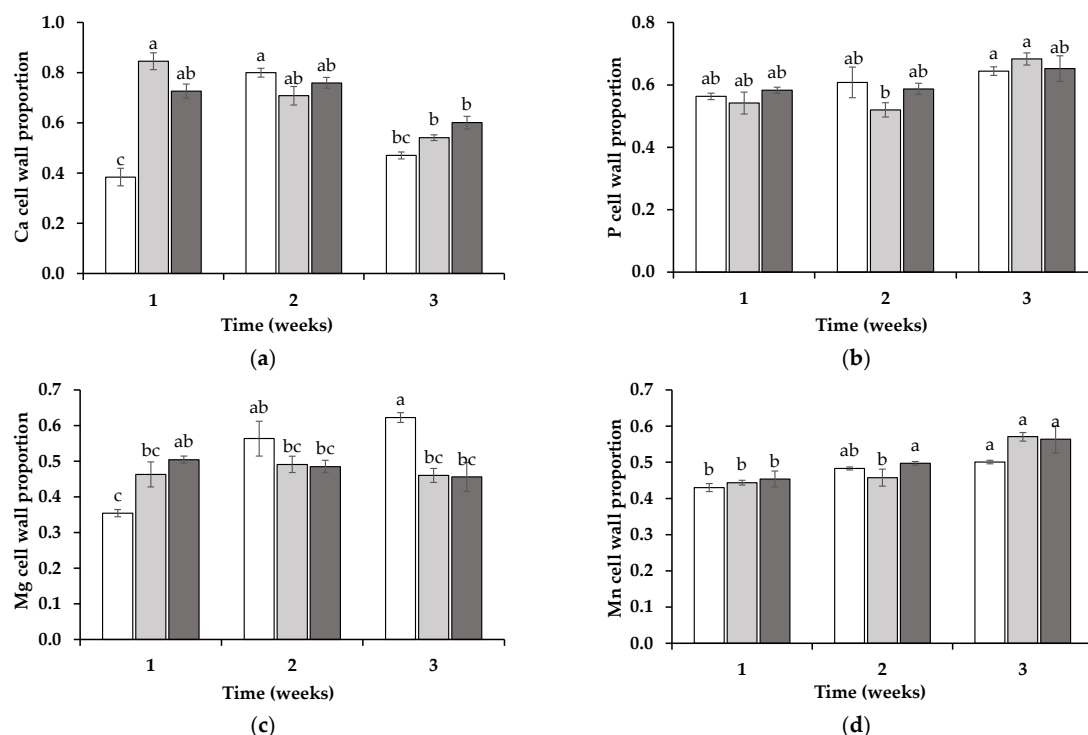 Ca cell wall proportion
1.0
0.8
0.6
0.4
0.2
0.0
c
a
ab
a
ab
ab
bc
b
b
1 2 3
Time (weeks)
(a)
P cell wall proportion
0.8
0.6
0.4
0.2
0.0
ab
ab
ab
ab
b
ab
a
a
ab
1 2 3
Time (weeks)
(b)
Mg cell wall proportion
0.7
0.6
0.5
0.4
0.3
0.2
0.1
0.0
c
bc
ab
ab
bc
bc
a
bc
bc
1 2 3
Time (weeks)
(c)
Mn cell wall proportion
0.7
0.6
0.5
0.4
0.3
0.2
0.1
0.0
b
b
b
ab
b
a
a
a
a
1 2 3
Time (weeks)
(d)